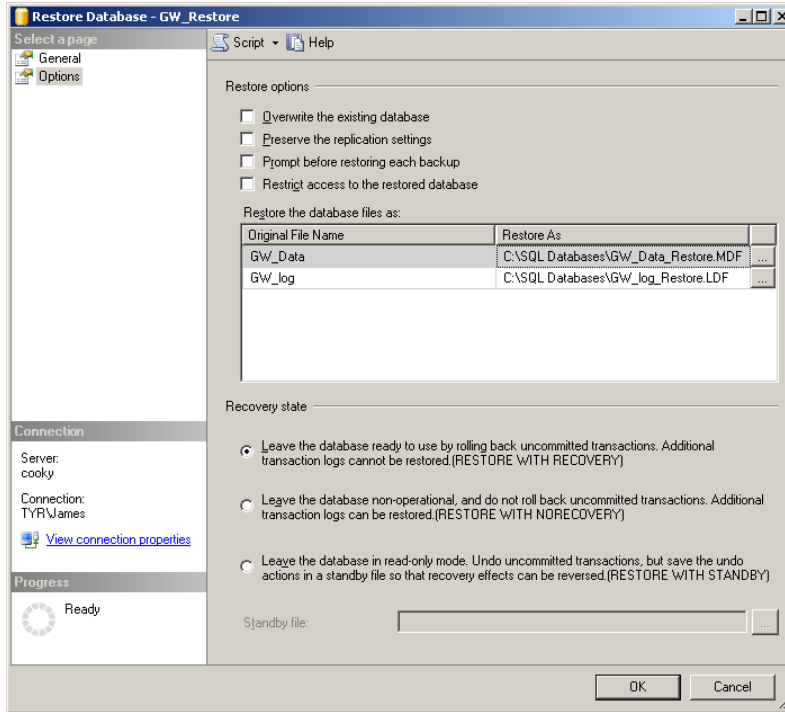 Restore Database - GW_Restore
Select a page
General
Options
Script
Help
Restore options
Overwrite the existing database
Preserve the replication settings
Prompt before restoring each backup
Restrict access to the restored database
Restore the database files as:
Original File Name Restore As
GW_Data C:\SQL Databases\GW_Data_Restore.MDF ...
GW_log C:\SQL Databases\GW_log_Restore.LDF ...
Recovery state
Leave the database ready to use by rolling back uncommitted transactions. Additional
transaction logs cannot be restored.(RESTORE WITH RECOVERY)
Leave the database non-operational, and do not roll back uncommitted transactions. Additional
transaction logs can be restored.(RESTORE WITH NORECOVERY)
Leave the database in read-only mode. Undo uncommitted transactions, but save the undo
actions in a standby file so that recovery effects can be reversed.(RESTORE WITH STANDBY)
Standby file: ...
Connection
Server:
cooky
Connection:
TYR\James
View connection properties
Progress
Ready
OK Cancel